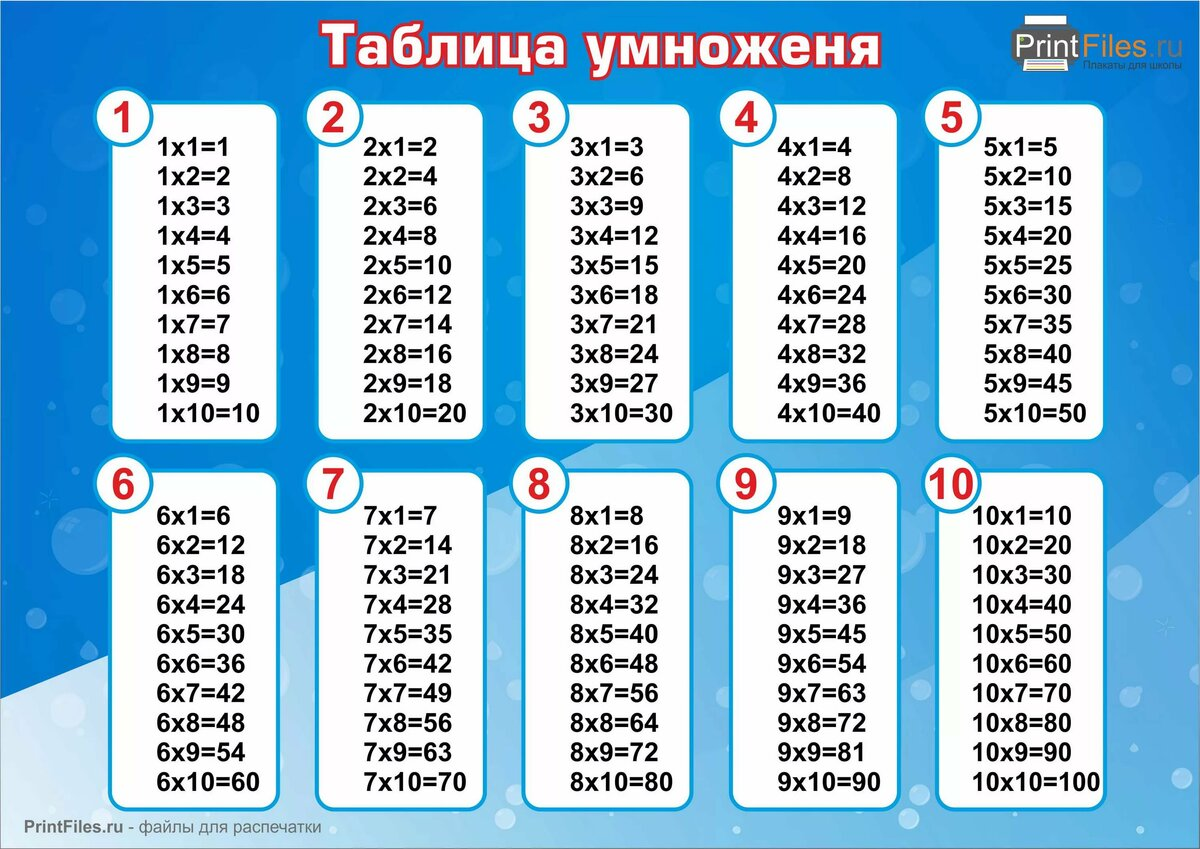 Таблица умноженя
PrintFiles.ru
Плакаты для школы
1
1x1=1
1x2=2
1x3=3
1x4=4
1x5=5
1x6=6
1x7=7
1x8=8
1x9=9
1x10=10
2
2x1=2
2x2=4
2x3=6
2x4=8
2x5=10
2x6=12
2x7=14
2x8=16
2x9=18
2x10=20
3
3x1=3
3x2=6
3x3=9
3x4=12
3x5=15
3x6=18
3x7=21
3x8=24
3x9=27
3x10=30
4
4x1=4
4x2=8
4x3=12
4x4=16
4x5=20
4x6=24
4x7=28
4x8=32
4x9=36
4x10=40
5
5x1=5
5x2=10
5x3=15
5x4=20
5x5=25
5x6=30
5x7=35
5x8=40
5x9=45
5x10=50
6
6x1=6
6x2=12
6x3=18
6x4=24
6x5=30
6x6=36
6x7=42
6x8=48
6x9=54
6x10=60
7
7x1=7
7x2=14
7x3=21
7x4=28
7x5=35
7x6=42
7x7=49
7x8=56
7x9=63
7x10=70
8
8x1=8
8x2=16
8x3=24
8x4=32
8x5=40
8x6=48
8x7=56
8x8=64
8x9=72
8x10=80
9
9x1=9
9x2=18
9x3=27
9x4=36
9x5=45
9x6=54
9x7=63
9x8=72
9x9=81
9x10=90
10
10x1=10
10x2=20
10x3=30
10x4=40
10x5=50
10x6=60
10x7=70
10x8=80
10x9=90
10x10=100
PrintFiles.ru - файлы для распечатки